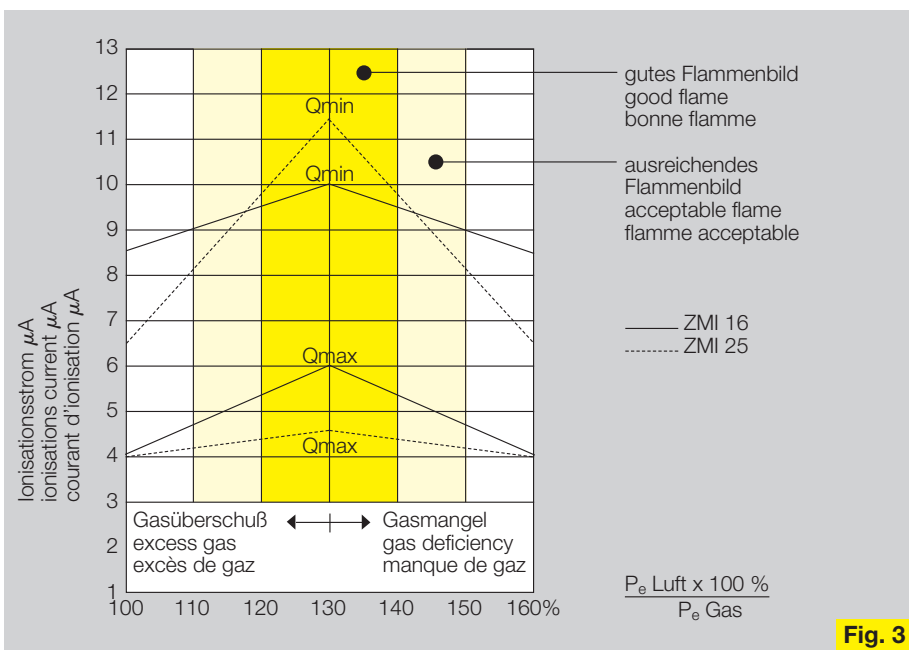 Ionisationsstrom µA
ionisations current µA
courant d'ionisation µA
13
12
11
10
9
8
7
6
5
4
3
2
1
100 110 120 130 140 150 160%
Qmin
Qmin
Qmax
Qmax
Gasüberschuß
excess gas
excès de gaz
Gasmangel
gas deficiency
manque de gaz
gutes Flammenbild
good flame
bonne flamme
ausreichendes
Flammenbild
acceptable flame
flamme acceptable
ZMI 16
ZMI 25
Pe Luft x 100 %
Pe Gas
Fig. 3